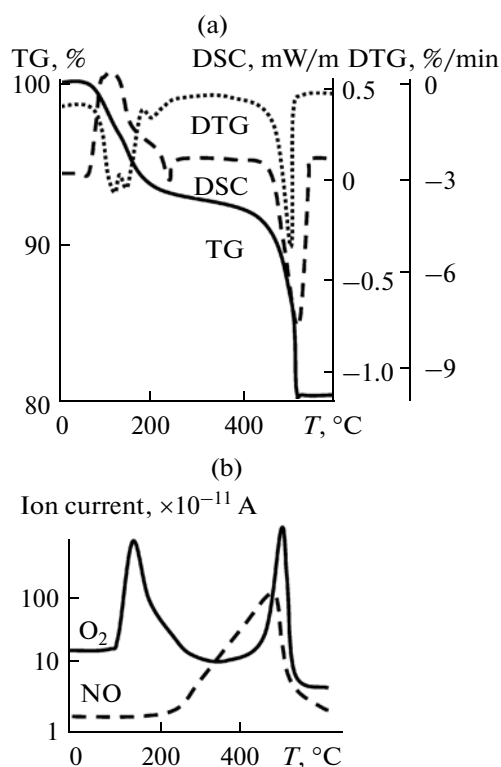 (a)
TG, % DSC, mW/m DTG, %/min
100 0.5 0
DTG
DSC 0 −3
90 TG
−0.5 −6
−1.0 −9
80
0 200 400 T, °C
(b)
Ion current, ×10⁻¹¹ A
100
O₂
10
NO
1
0 200 400 T, °C